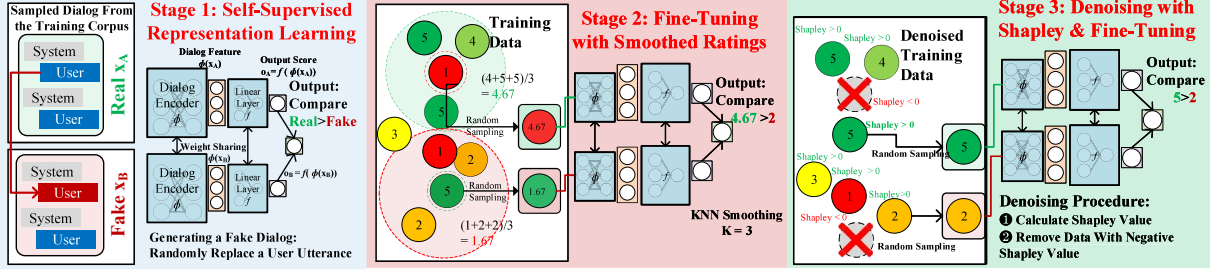 Sampled Dialog From
the Training Corpus
System
User
System
User
Real xA
System
User
System
User
Fake xB
Stage 1: Self-Supervised
Representation Learning
Dialog Feature
ϕ(xA)
Output Score
oA = f( ϕ(xA))
Dialog
Encoder
ϕ
Linear
Layer
f
Output:
Compare
Real>Fake
Weight Sharing
ϕ(xB)
Dialog
Encoder
ϕ
Linear
Layer
f
oB = f( ϕ(xB))
Generating a Fake Dialog:
Randomly Replace a User Utterance
Training
Data
5
4
1
(4+5+5)/3
= 4.67
5
Random
Sampling
4.67
3
1
2
5
Random
Sampling
1.67
2
(1+2+2)/3
= 1.67
Stage 2: Fine-Tuning
with Smoothed Ratings
ϕ
f
Output:
Compare
4.67 >2
ϕ
f
KNN Smoothing
K = 3
Shapley > 0
Shapley > 0
5
4
Denoised
Training
Data
Shapley < 0
5
Shapley > 0
Random Sampling
5
Shapley > 0
3
Shapley > 0
1
Shapley>0
Shapley < 0
2
2
Random Sampling
Stage 3: Denoising with
Shapley & Fine-Tuning
ϕ
f
Output:
Compare
5>2
ϕ
f
Denoising Procedure:
❶ Calculate Shapley Value
❷ Remove Data With Negative
Shapley Value